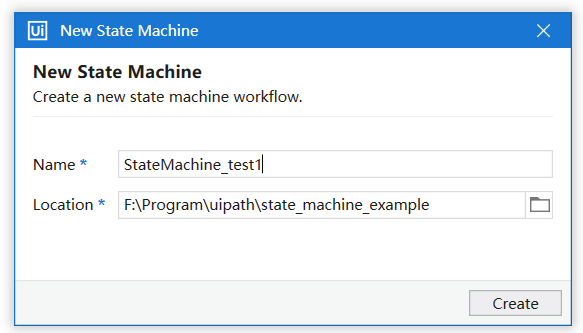 Ui New State Machine
New State Machine
Create a new state machine workflow.
Name * StateMachine_test1
Location * F:\Program\uipath\state_machine_example
Create